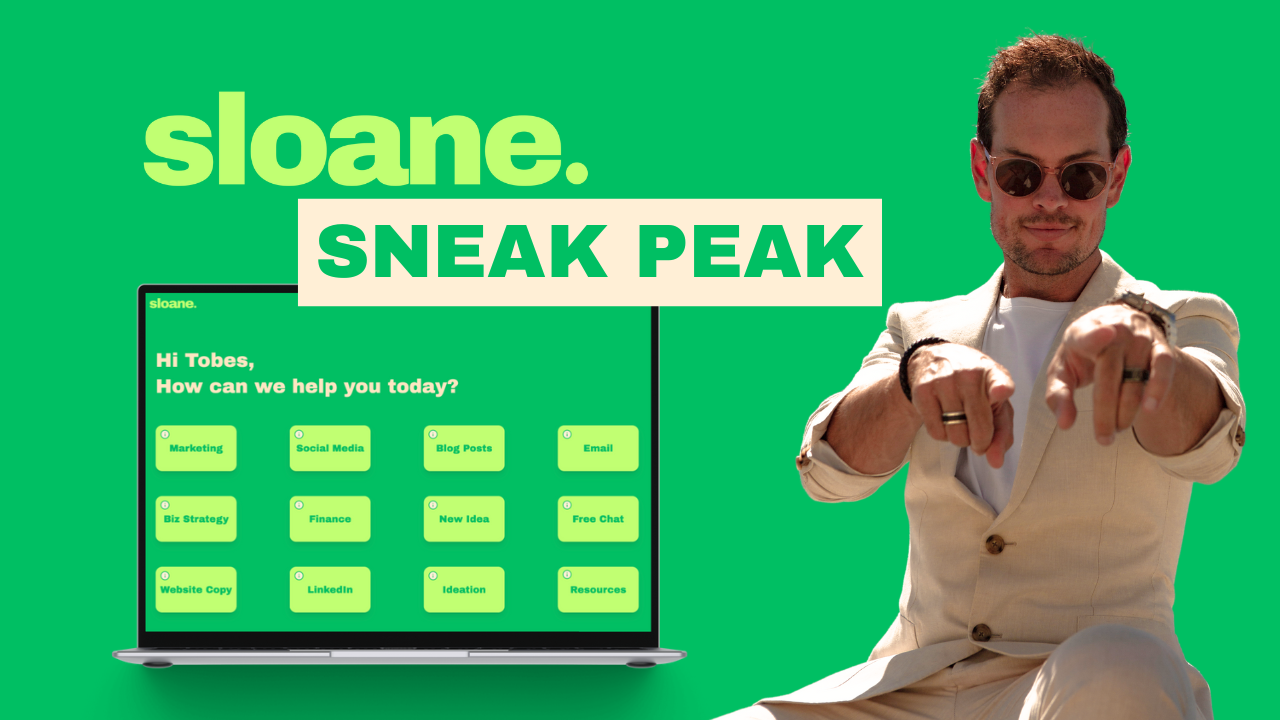 sloane.
SNEAK PEAK
sloane.
Hi Tobes,
How can we help you today?
Marketing
Social Media
Blog Posts
Email
Biz Strategy
Finance
New Idea
Free Chat
Website Copy
LinkedIn
Ideation
Resources